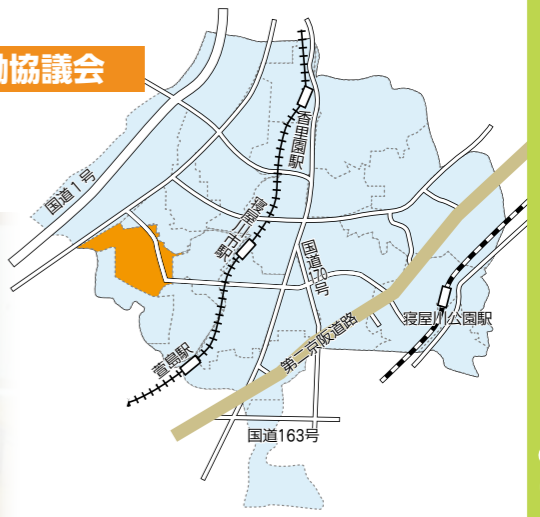 動協議会
香里園駅
国道1号
寝屋川市駅
国道170号
寝屋川公園駅
第二京阪道路
萱島駅
国道163号